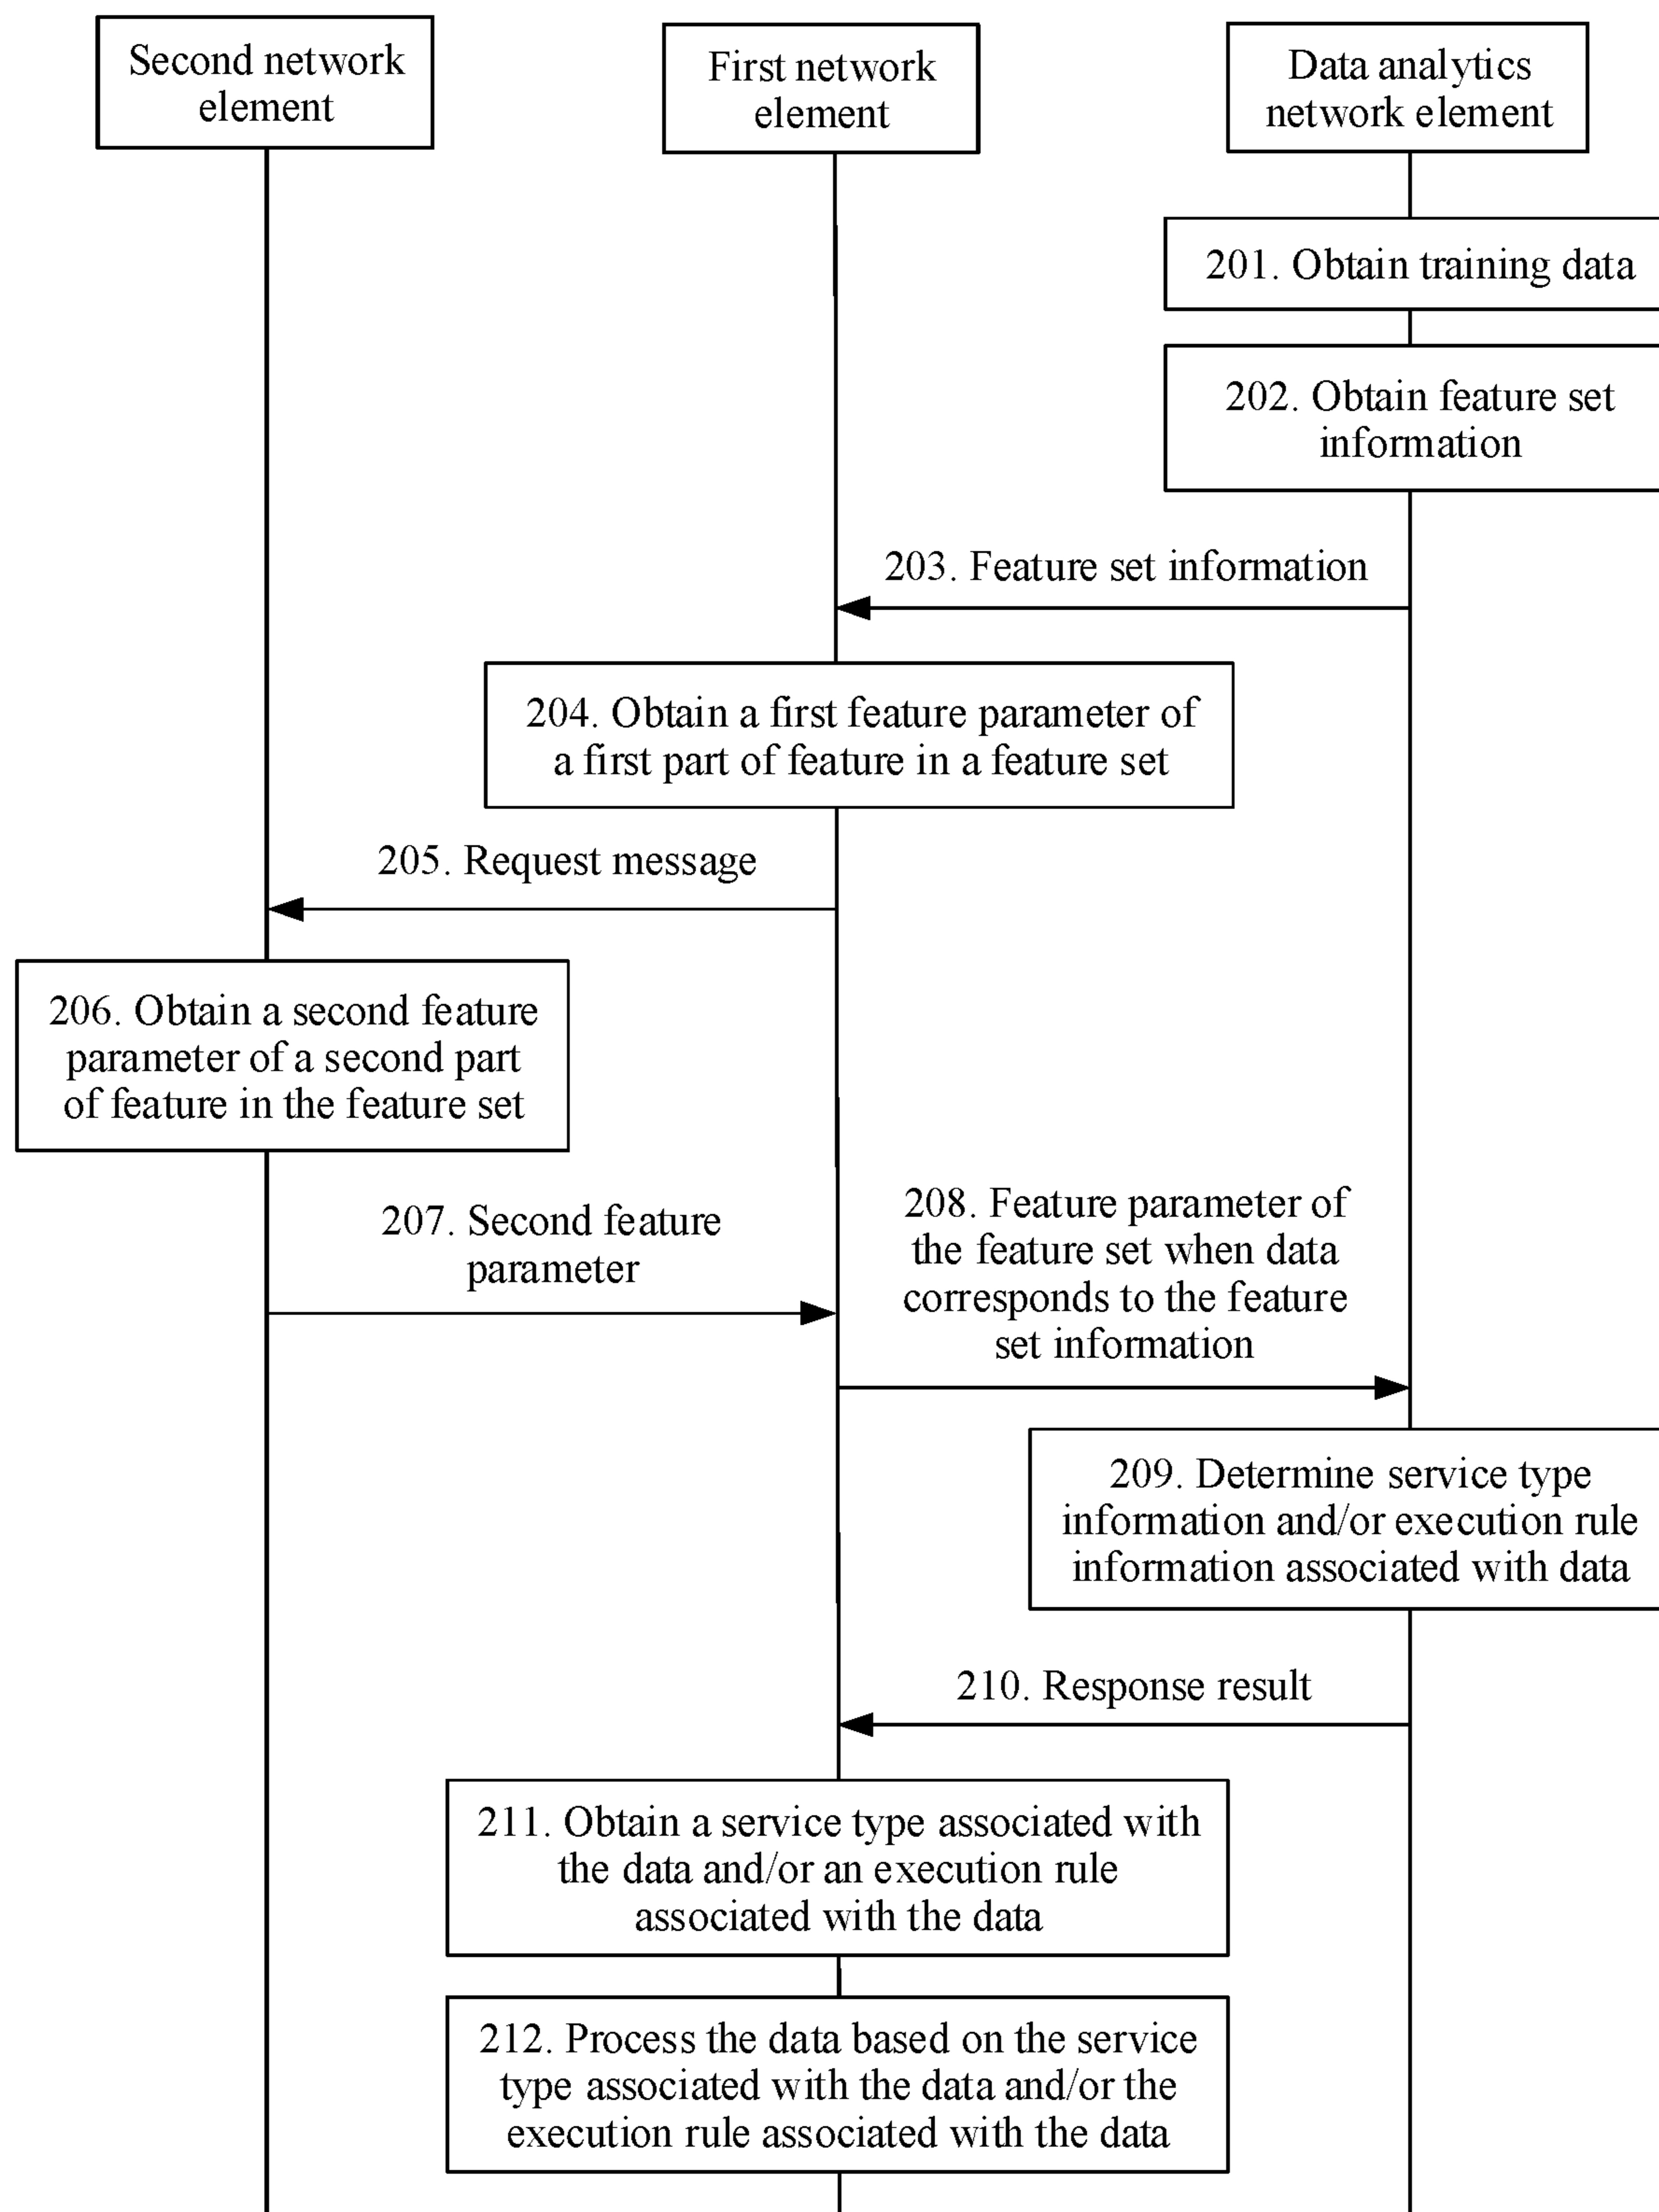 Second network
element
First network
element
Data analytics
network element
201. Obtain training data
202. Obtain feature set
information
203. Feature set information
204. Obtain a first feature parameter of
a first part of feature in a feature set
205. Request message
206. Obtain a second feature
parameter of a second part
of feature in the feature set
207. Second feature
parameter
208. Feature parameter of
the feature set when data
corresponds to the feature
set information
209. Determine service type
information and/or execution rule
information associated with data
210. Response result
211. Obtain a service type associated with
the data and/or an execution rule
associated with the data
212. Process the data based on the service
type associated with the data and/or the
execution rule associated with the data